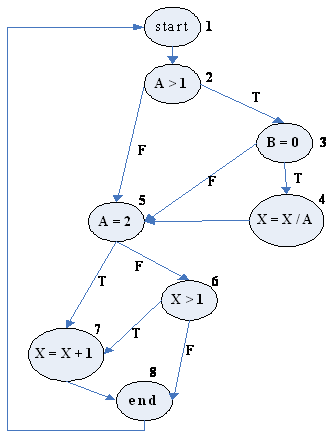 start 1
A > 1 2
T
B = 0 3
F
F
T
5
4
A = 2
X = X / A
F
6
T
X > 1
7
T
X = X + 1
F
8
end